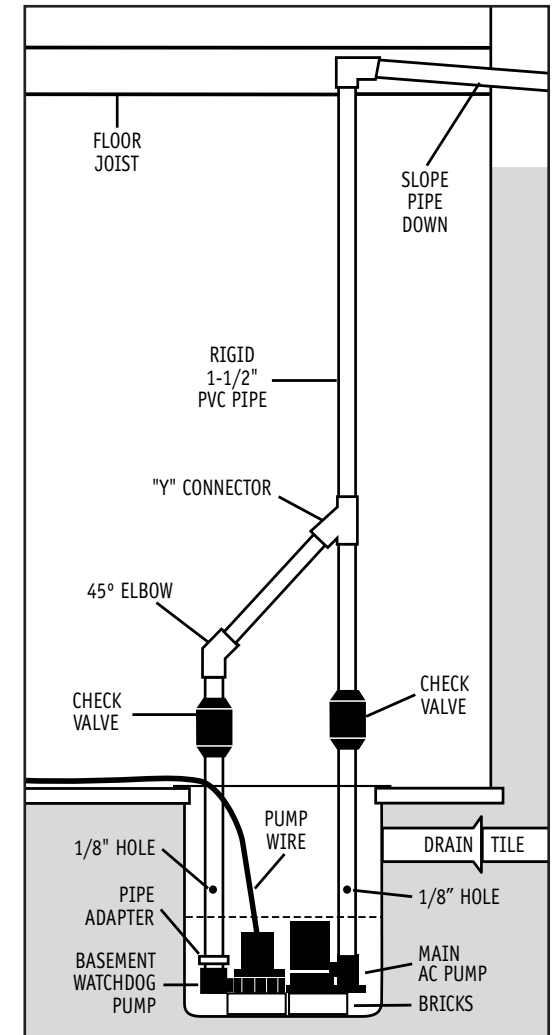 FLOOR
JOIST
SLOPE
PIPE
DOWN
RIGID
1-1/2"
PVC PIPE
"Y" CONNECTOR
45º ELBOW
CHECK
VALVE
CHECK
VALVE
PUMP
WIRE
DRAIN TILE
1/8" HOLE
1/8” HOLE
PIPE
ADAPTER
BASEMENT
WATCHDOG
PUMP
MAIN
AC PUMP
BRICKS